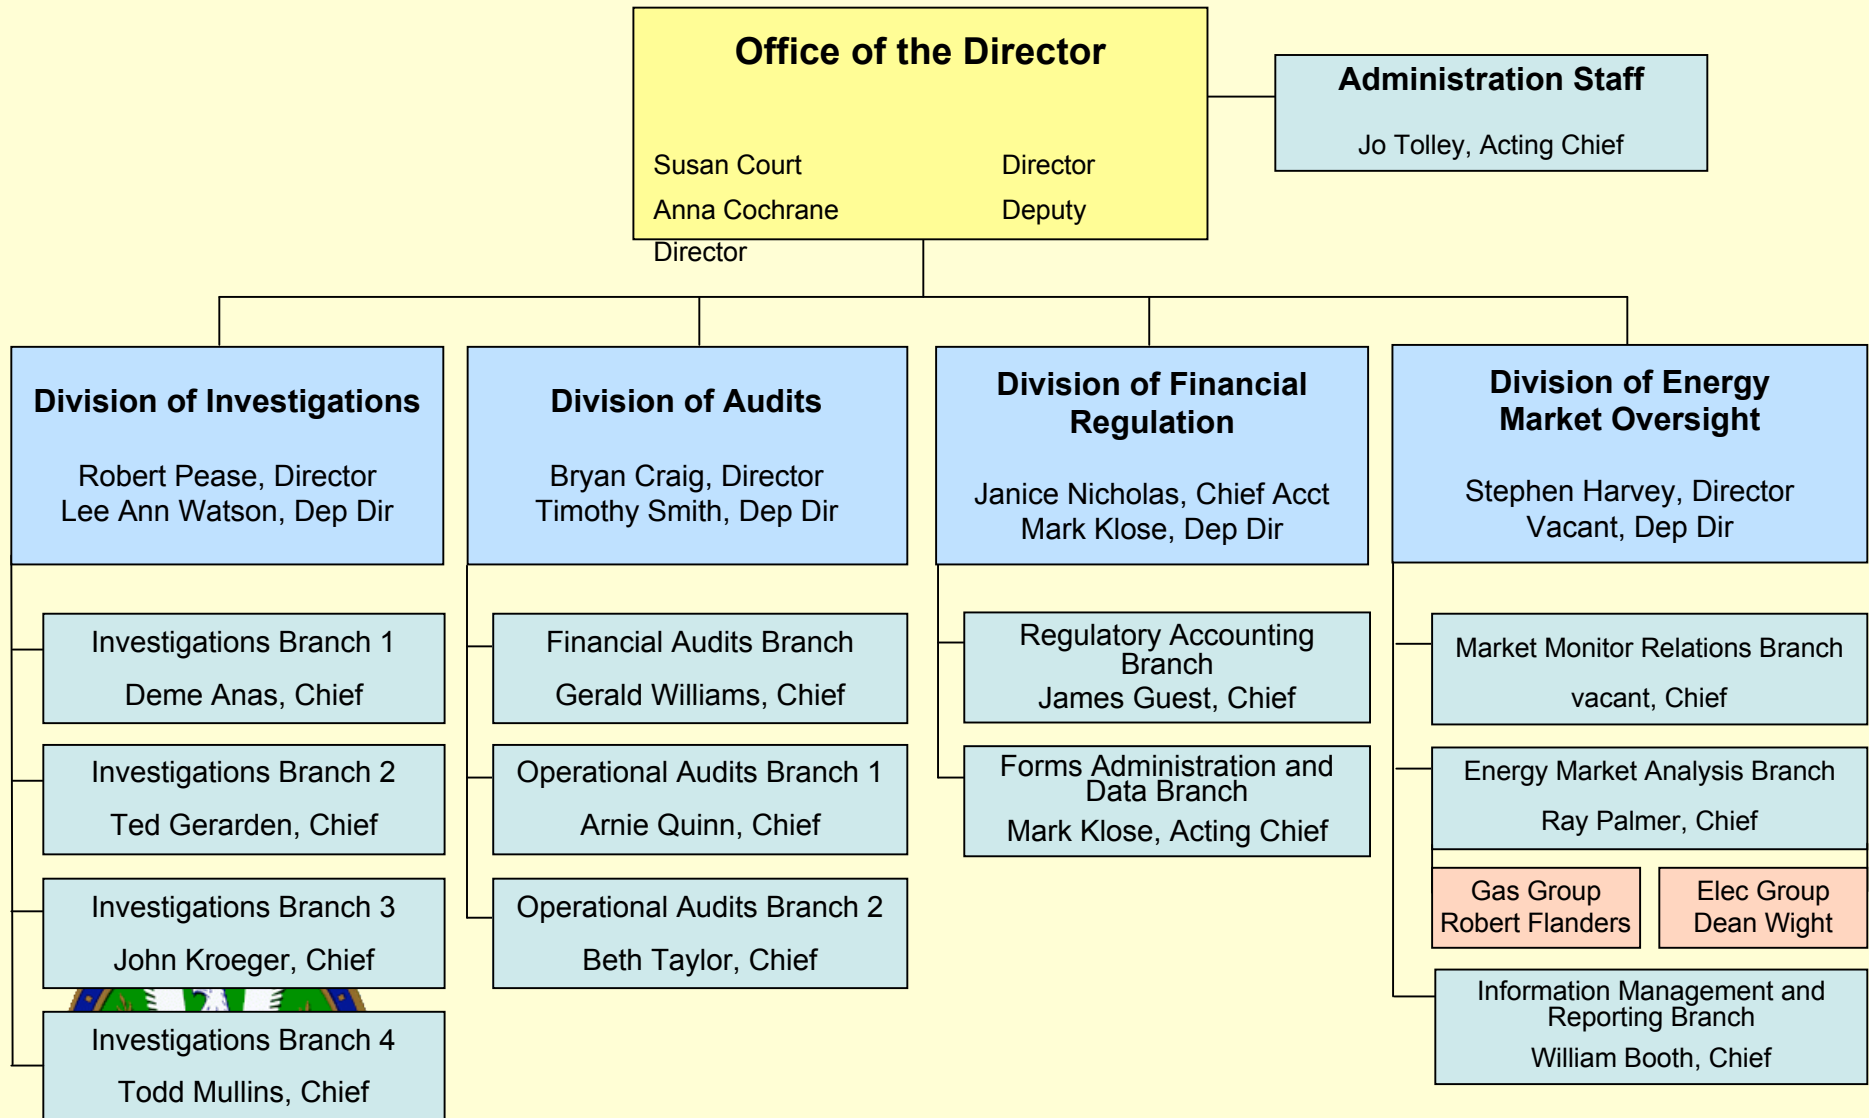 Office of the Director
Susan Court Director
Anna Cochrane Deputy
Director
Administration Staff
Jo Tolley, Acting Chief
Division of Investigations
Robert Pease, Director
Lee Ann Watson, Dep Dir
Investigations Branch 1
Deme Anas, Chief
Investigations Branch 2
Ted Gerarden, Chief
Investigations Branch 3
John Kroeger, Chief
Investigations Branch 4
Todd Mullins, Chief
Division of Audits
Bryan Craig, Director
Timothy Smith, Dep Dir
Financial Audits Branch
Gerald Williams, Chief
Operational Audits Branch 1
Arnie Quinn, Chief
Operational Audits Branch 2
Beth Taylor, Chief
Division of Financial
Regulation
Janice Nicholas, Chief Acct
Mark Klose, Dep Dir
Regulatory Accounting
Branch
James Guest, Chief
Forms Administration and
Data Branch
Mark Klose, Acting Chief
Division of Energy
Market Oversight
Stephen Harvey, Director
Vacant, Dep Dir
Market Monitor Relations Branch
vacant, Chief
Energy Market Analysis Branch
Ray Palmer, Chief
Gas Group
Robert Flanders
Elec Group
Dean Wight
Information Management and
Reporting Branch
William Booth, Chief